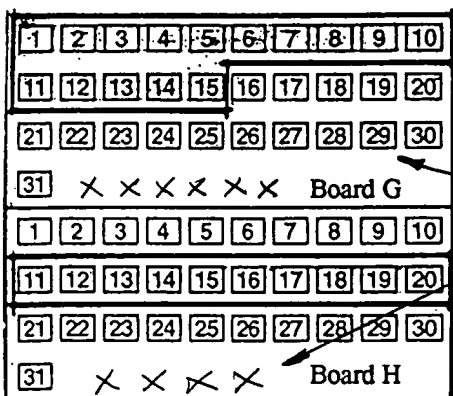 1 2 3 4 5 6 7 8 9 10
11 12 13 14 15 16 17 18 19 20
21 22 23 24 25 26 27 28 29 30
31 X X X X X X Board G
1 2 3 4 5 6 7 8 9 10
11 12 13 14 15 16 17 18 19 20
21 22 23 24 25 26 27 28 29 30
31 X X X X Board H